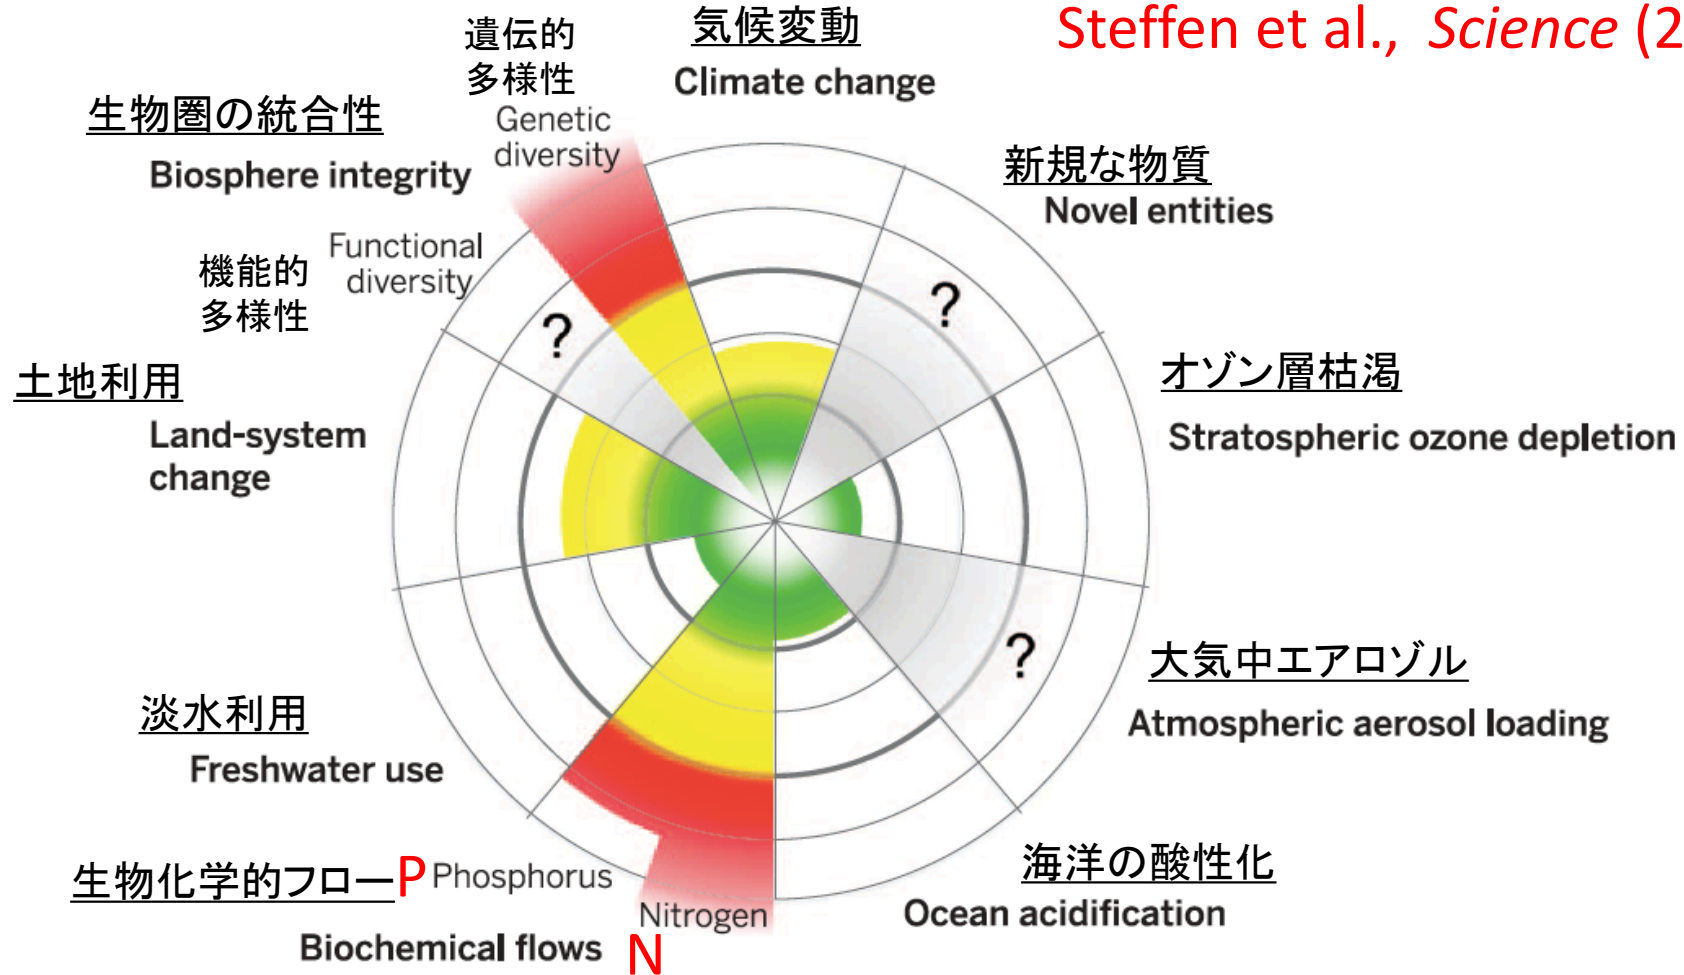 Steffen et al., Science (2
気候変動
Climate change
遺伝的
多様性
Genetic
diversity
生物圏の統合性
Biosphere integrity
新規な物質
Novel entities
機能的
多様性
Functional
diversity
?
?
土地利用
Land-system
change
オゾン層枯渇
Stratospheric ozone depletion
?
大気中エアロゾル
Atmospheric aerosol loading
淡水利用
Freshwater use
海洋の酸性化
Ocean acidification
生物化学的フロー P Phosphorus
Nitrogen
Biochemical flows N